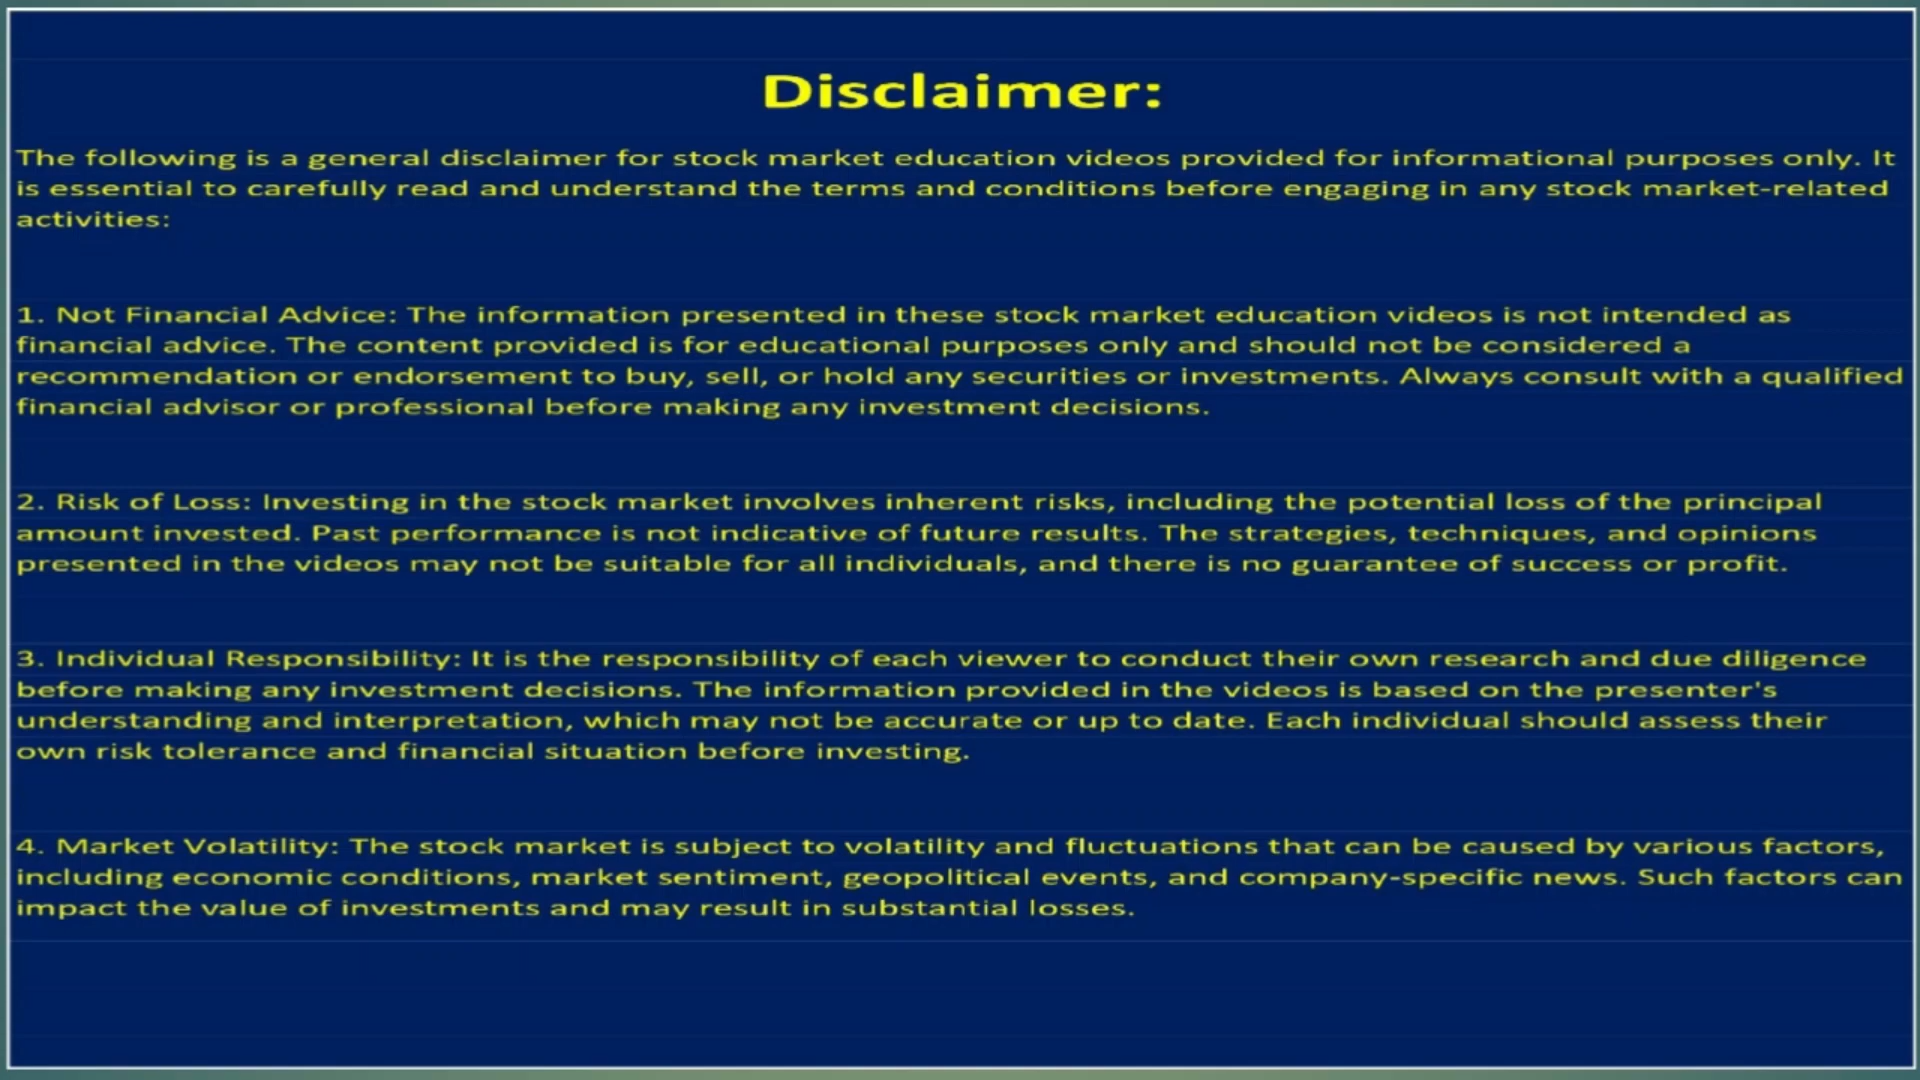 Disclaimer:
The following is a general disclaimer for stock market education videos provided for informational purposes only. It
is essential to carefully read and understand the terms and conditions before engaging in any stock market-related
activities:
1. Not Financial Advice: The information presented in these stock market education videos is not intended as
financial advice. The content provided is for educational purposes only and should not be considered a
recommendation or endorsement to buy, sell, or hold any securities or investments. Always consult with a qualified
financial advisor or professional before making any investment decisions.
2. Risk of Loss: Investing in the stock market involves inherent risks, including the potential loss of the principal
amount invested. Past performance is not indicative of future results. The strategies, techniques, and opinions
presented in the videos may not be suitable for all individuals, and there is no guarantee of success or profit.
3. Individual Responsibility: It is the responsibility of each viewer to conduct their own research and due diligence
before making any investment decisions. The information provided in the videos is based on the presenter's
understanding and interpretation, which may not be accurate or up to date. Each individual should assess their
own risk tolerance and financial situation before investing.
4. Market Volatility: The stock market is subject to volatility and fluctuations that can be caused by various factors,
including economic conditions, market sentiment, geopolitical events, and company-specific news. Such factors can
impact the value of investments and may result in substantial losses.